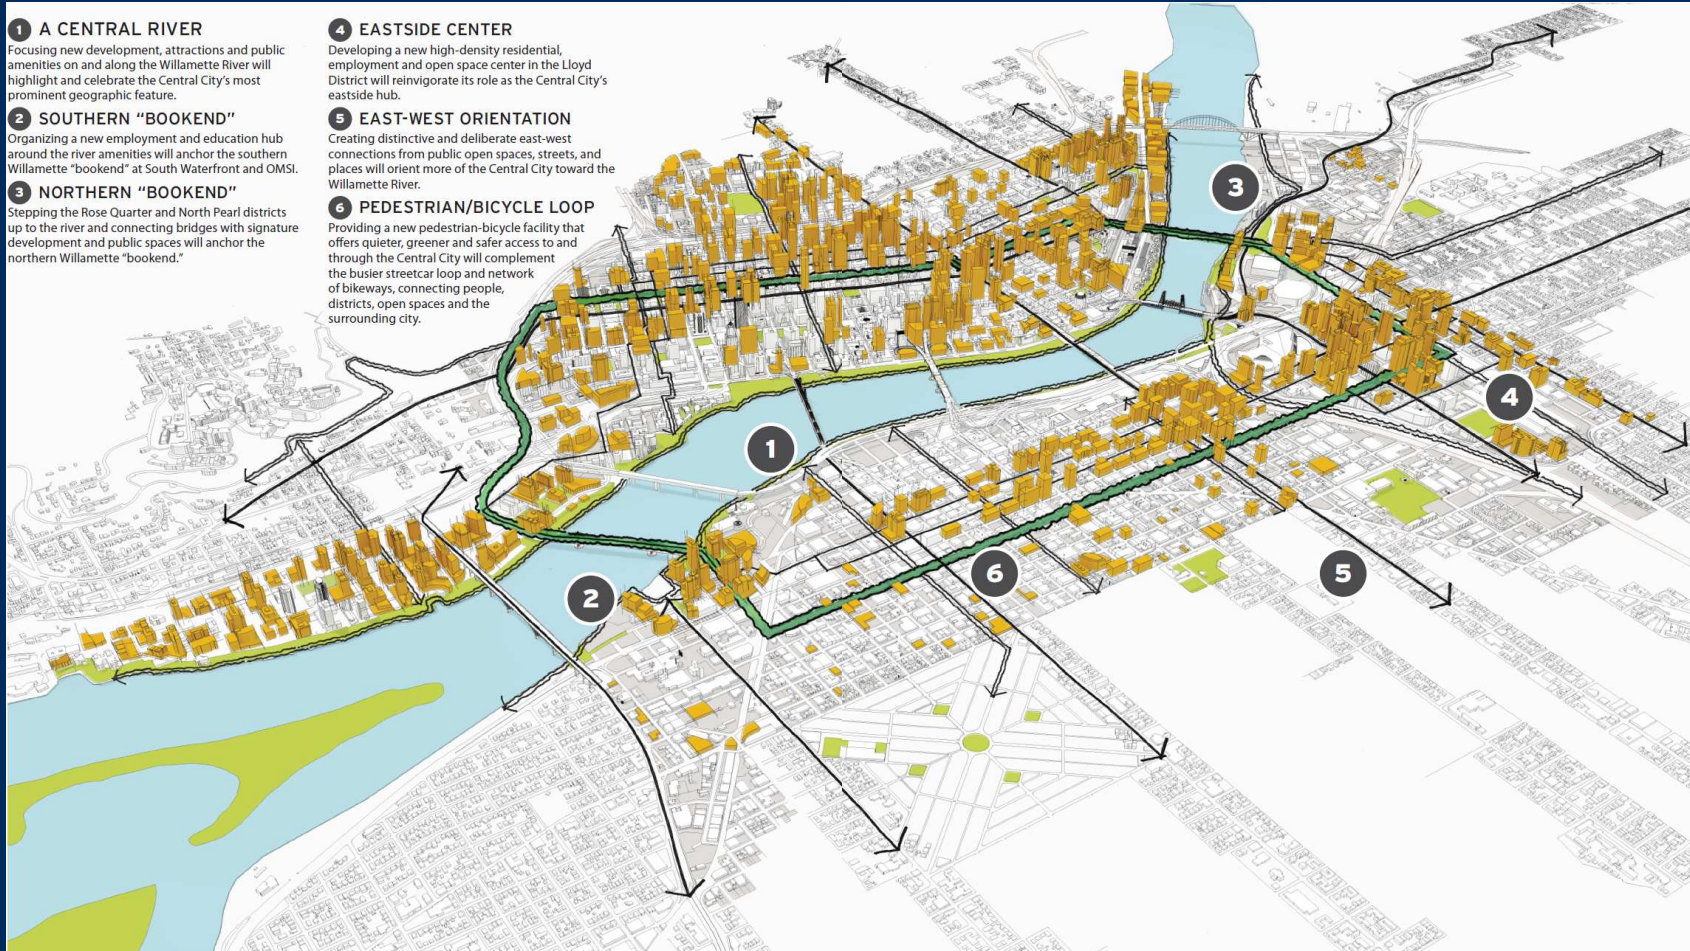 1 A CENTRAL RIVER
Focusing new development, attractions and public
amenities on and along the Willamette River will
highlight and celebrate the Central City's most
prominent geographic feature.
2 SOUTHERN “BOOKEND”
Organizing a new employment and education hub
around the river amenities will anchor the southern
Willamette “bookend” at South Waterfront and OMSI.
3 NORTHERN “BOOKEND”
Stepping the Rose Quarter and North Pearl districts
up to the river and connecting bridges with signature
development and public spaces will anchor the
northern Willamette “bookend.”
4 EASTSIDE CENTER
Developing a new high-density residential,
employment and open space center in the Lloyd
District will reinvigorate its role as the Central City's
eastside hub.
5 EAST-WEST ORIENTATION
Creating distinctive and deliberate east-west
connections from public open spaces, streets, and
places will orient more of the Central City toward the
Willamette River.
6 PEDESTRIAN/BICYCLE LOOP
Providing a new pedestrian-bicycle facility that
offers quieter, greener and safer access to and
through the Central City will complement
the busier streetcar loop and network
of bikeways, connecting people,
districts, open spaces and the
surrounding city.
3
4
1
6
5
2